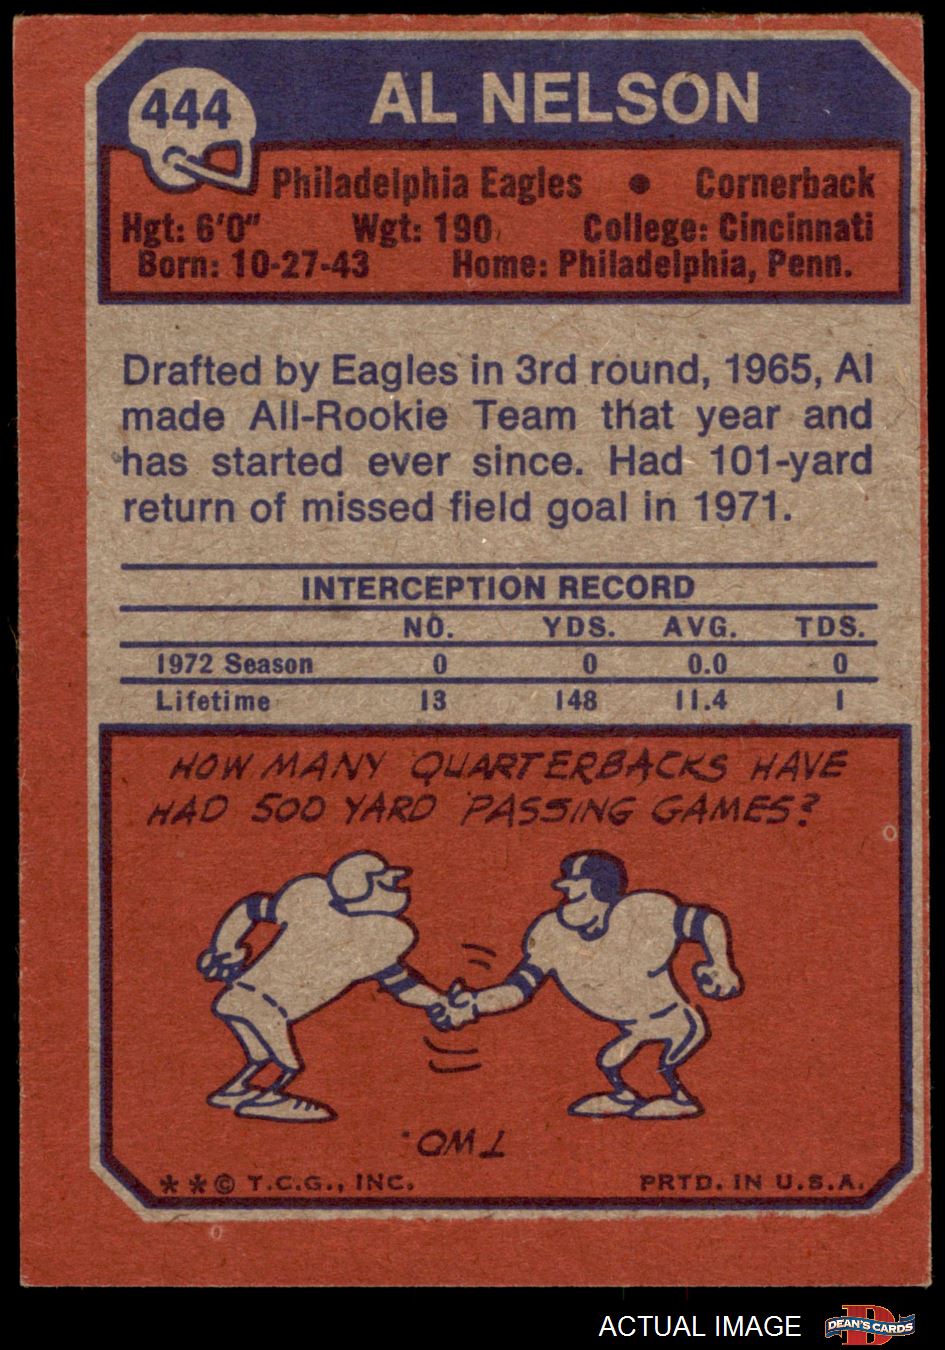 444
AL NELSON
Philadelphia Eagles • Cornerback
Hgt: 6'0" Wgt: 190 College: Cincinnati
Born: 10-27-43 Home: Philadelphia, Penn.
Drafted by Eagles in 3rd round, 1965, Al
made All-Rookie Team that year and
has started ever since. Had 101-yard
return of missed field goal in 1971.
INTERCEPTION RECORD
NO. YDS. AVG. TDS.
1972 Season 0 0 0.0 0
Lifetime 13 148 11.4 1
HOW MANY QUARTERBACKS HAVE
HAD 500 YARD PASSING GAMES?
TWO.
**© T.C.G., INC. PRTD. IN U.S.A.
ACTUAL IMAGE
D
DEAN'S CARDS